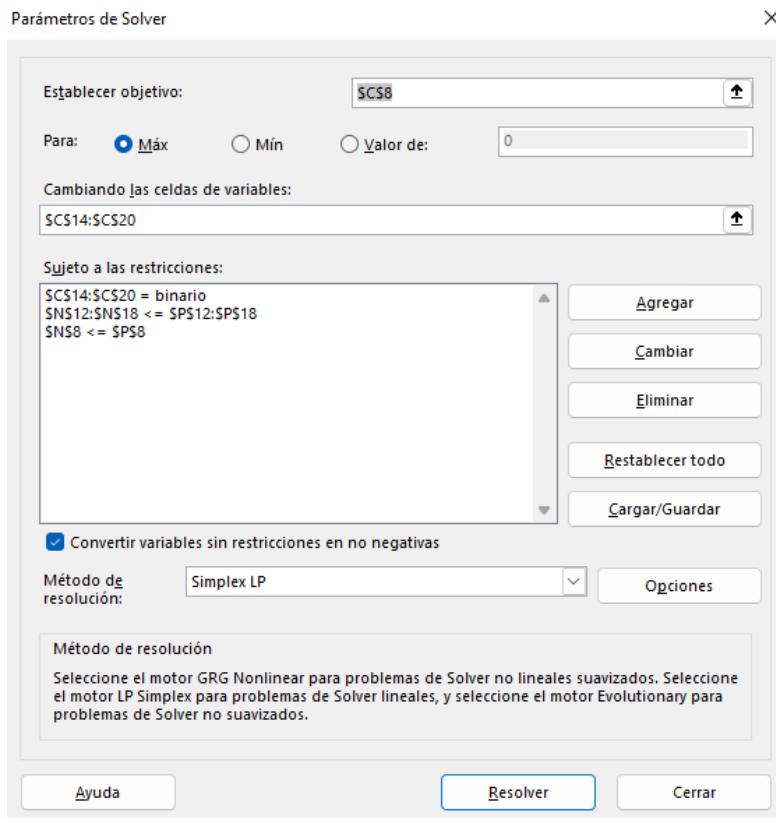 Parámetros de Solver
Establecer objetivo:
$C$8
Para:
Máx
Mín
Valor de:
0
Cambiando las celdas de variables:
$C$14:$C$20
Sujeto a las restricciones:
$C$14:$C$20 = binario
$N$12:$N$18 <= $P$12:$P$18
$N$8 <= $P$8
Agregar
Cambiar
Eliminar
Restablecer todo
Cargar/Guardar
Convertir variables sin restricciones en no negativas
Método de
resolución:
Simplex LP
Opciones
Método de resolución
Seleccione el motor GRG Nonlinear para problemas de Solver no lineales suavizados. Seleccione
el motor LP Simplex para problemas de Solver lineales, y seleccione el motor Evolutionary para
problemas de Solver no suavizados.
Ayuda
Resolver
Cerrar